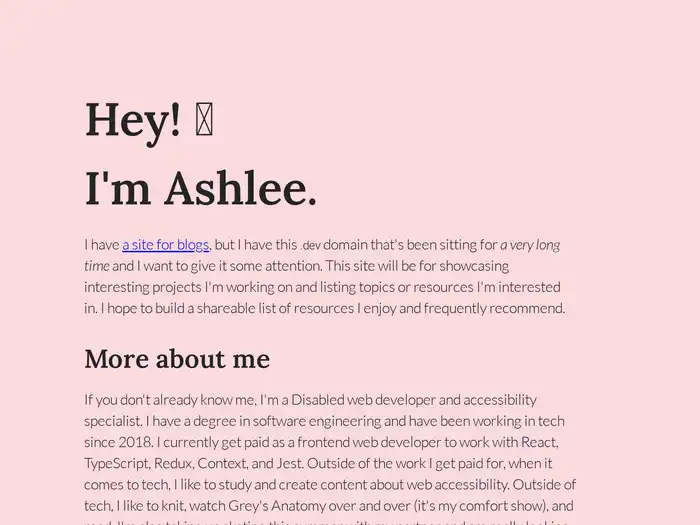 Hey!
I'm Ashlee.
I have a site for blogs, but I have this .dev domain that's been sitting for a very long
time and I want to give it some attention. This site will be for showcasing
interesting projects I'm working on and listing topics or resources I'm interested
in. I hope to build a shareable list of resources I enjoy and frequently recommend.
More about me
If you don't already know me, I'm a Disabled web developer and accessibility
specialist. I have a degree in software engineering and have been working in tech
since 2018. I currently get paid as a frontend web developer to work with React,
TypeScript, Redux, Context, and Jest. Outside of the work I get paid for, when it
comes to tech, I like to study and create content about web accessibility. Outside of
tech, I like to knit, watch Grey's Anatomy over and over (it's my comfort show), and